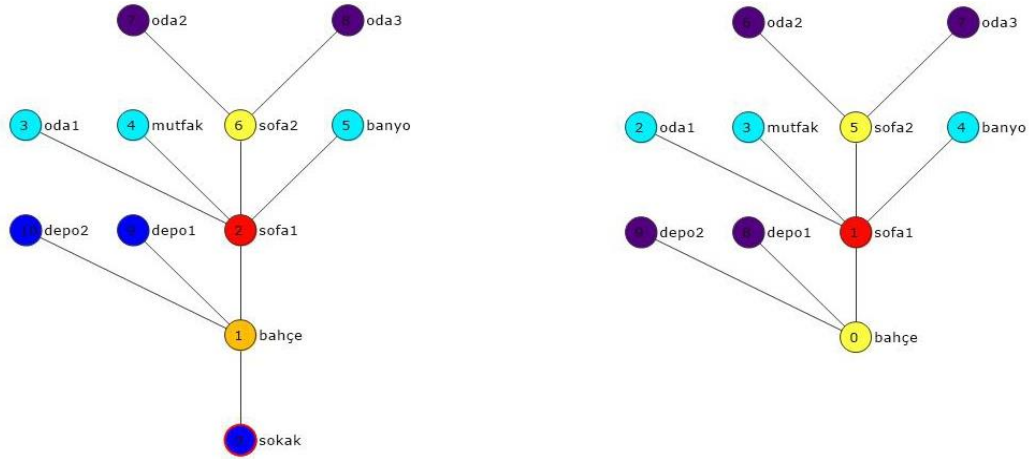 7 oda2 8 oda3 6 oda2 7 oda3
3 oda1 4 mutfak 6 sofa2 5 banyo 2 oda1 3 mutfak 5 sofa2 4 banyo
10 depo2 9 depo1 2 sofa1 9 depo2 8 depo1 1 sofa1
1 bahçe 0 bahçe
0 sokak